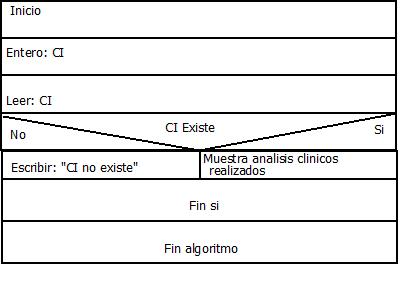 Inicio
Entero: CI
Leer: CI
CI Existe
No
Si
Escribir: "CI no existe"
Muestra analisis clinicos
realizados
Fin si
Fin algoritmo